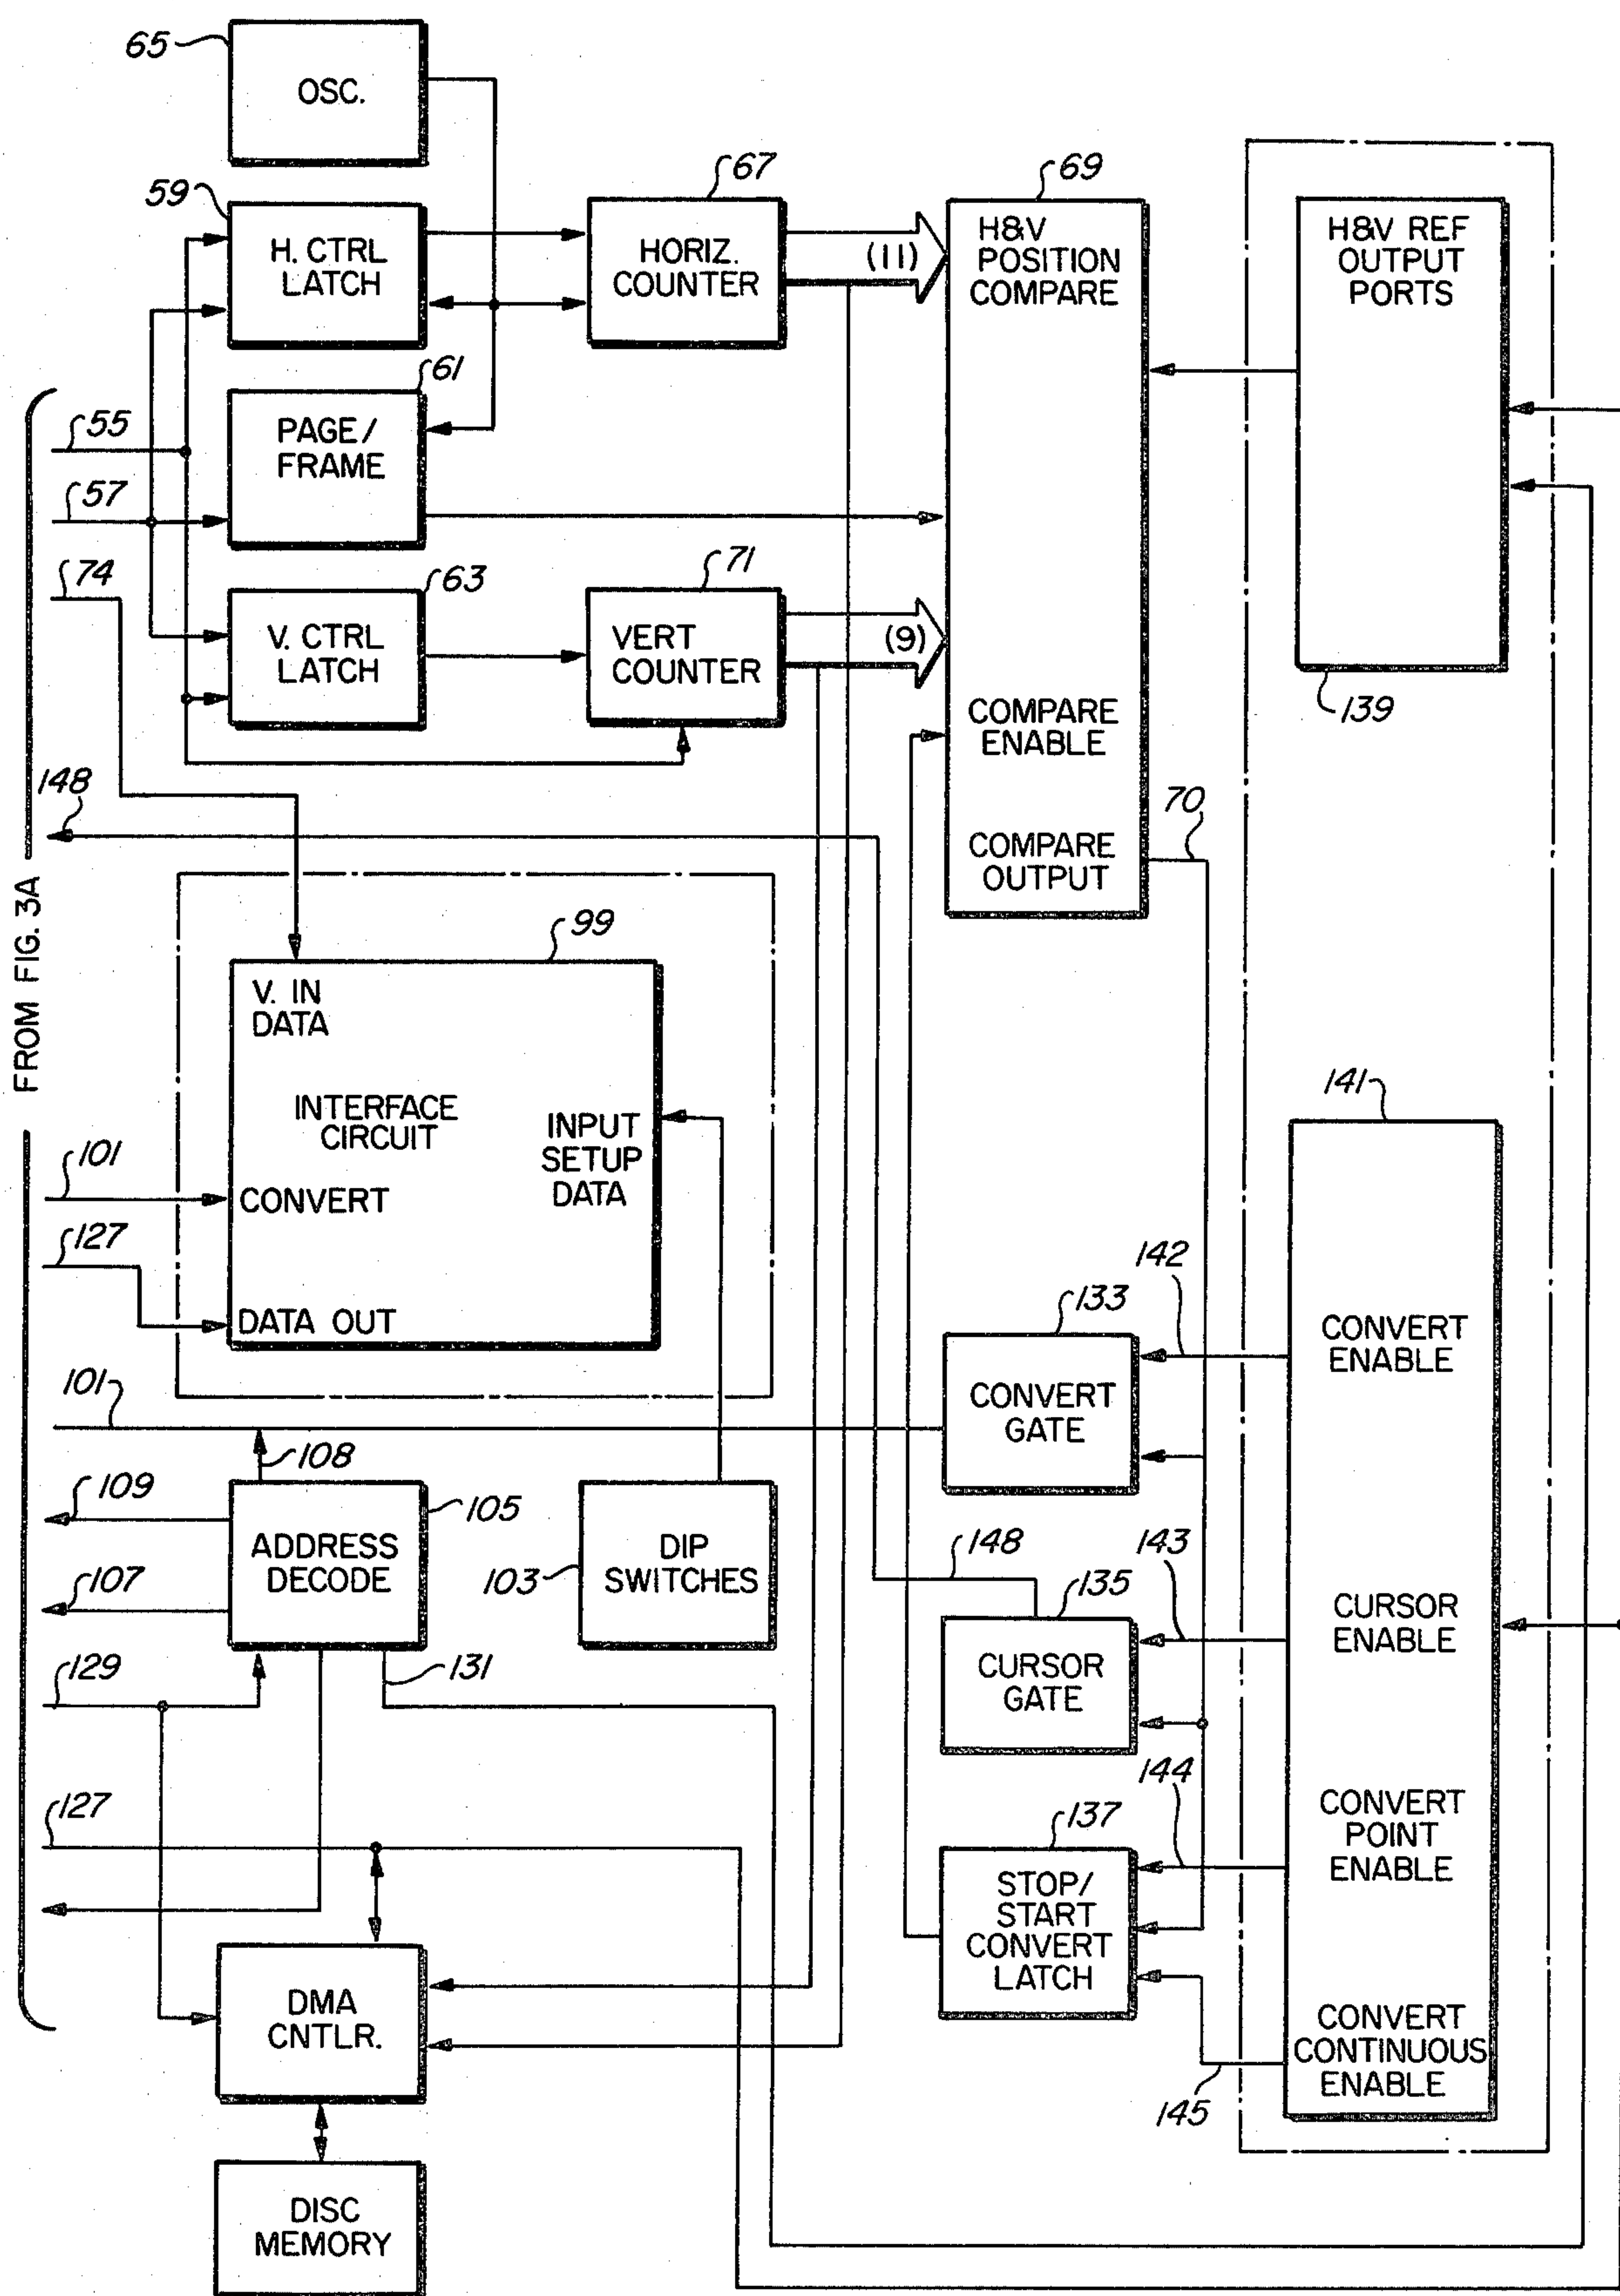 65
OSC.
59
H. CTRL
LATCH
67
HORIZ.
COUNTER
(11)
69
H&V
POSITION
COMPARE
H&V REF
OUTPUT
PORTS
139
61
PAGE/
FRAME
55
57
74
63
V. CTRL
LATCH
71
VERT
COUNTER
(9)
COMPARE
ENABLE
COMPARE
OUTPUT
70
148
FROM FIG. 3A
99
V. IN
DATA
INTERFACE
CIRCUIT
INPUT
SETUP
DATA
101
CONVERT
127
DATA OUT
141
CONVERT
ENABLE
CURSOR
ENABLE
CONVERT
POINT
ENABLE
CONVERT
CONTINUOUS
ENABLE
142
133
CONVERT
GATE
101
108
109
105
ADDRESS
DECODE
107
103
DIP
SWITCHES
148
143
135
CURSOR
GATE
129
131
144
137
STOP/
START
CONVERT
LATCH
145
127
DMA
CNTLR.
DISC
MEMORY